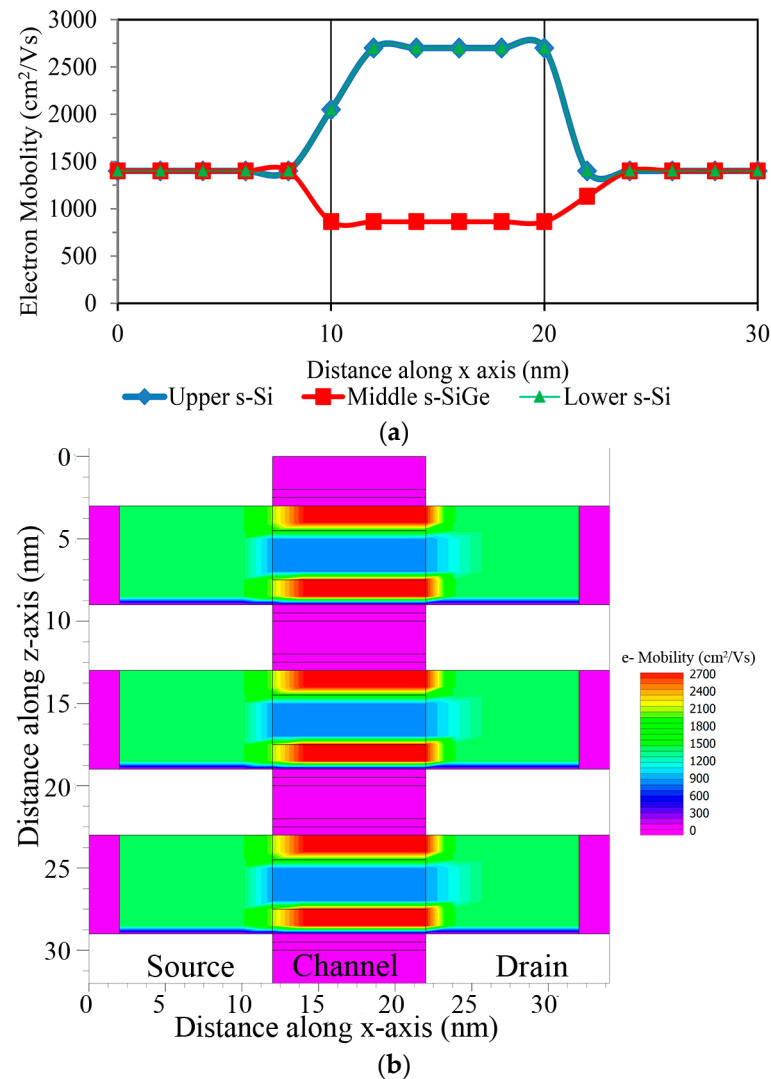 3000
2500
2000
1500
1000
500
0
Electron Mobolity (cm²/Vs)
0 10 20 30
Distance along x axis (nm)
Upper s-Si Middle s-SiGe Lower s-Si
(a)
0
5
10
15
20
25
30
Distance along z-axis (nm)
Source Channel Drain
0 5 10 15 20 25 30
Distance along x-axis (nm)
e- Mobility (cm²/Vs)
2700
2400
2100
1800
1500
1200
900
600
300
0
(b)